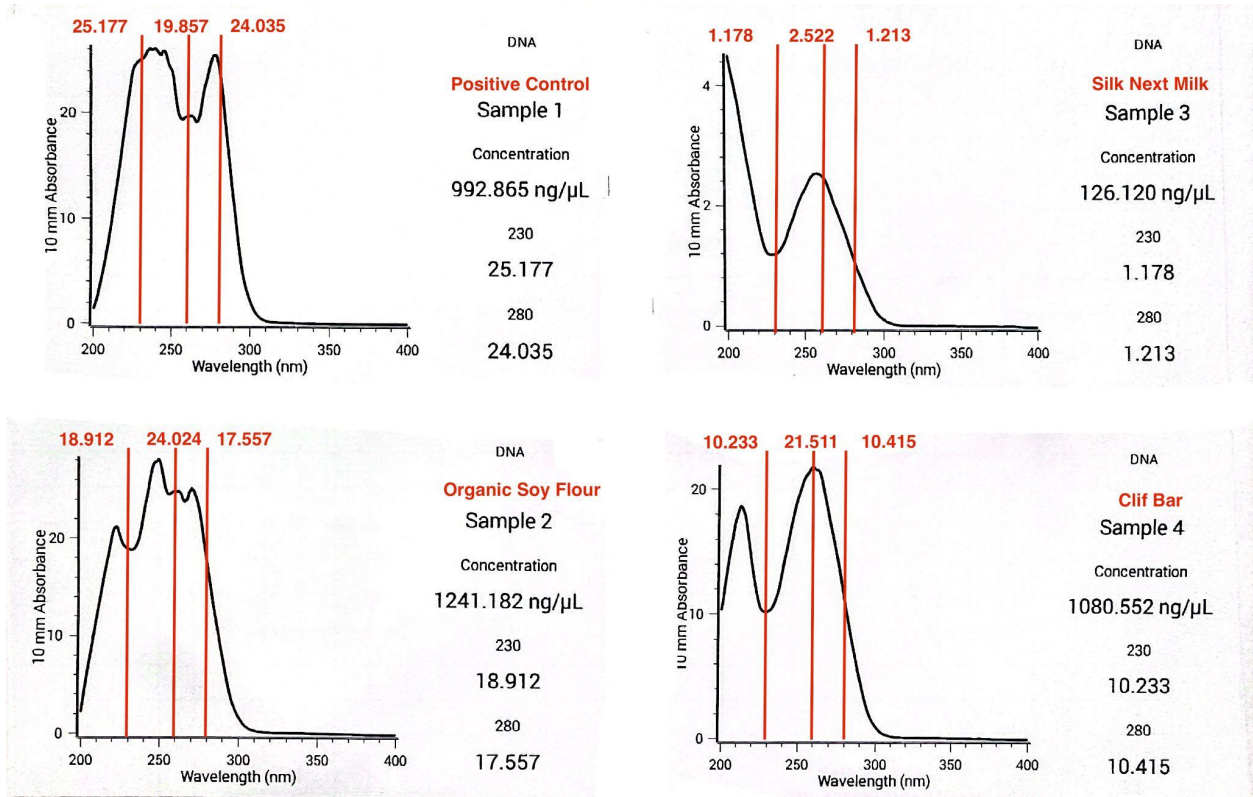 25.177 19.857 24.035
10 mm Absorbance
20
10
0
200 250 300 350 400
Wavelength (nm)
DNA
Positive Control
Sample 1
Concentration
992.865 ng/μL
230
25.177
280
24.035
1.178 2.522 1.213
10 mm Absorbance
4
2
0
200 250 300 350 400
Wavelength (nm)
DNA
Silk Next Milk
Sample 3
Concentration
126.120 ng/μL
230
1.178
280
1.213
18.912 24.024 17.557
10 mm Absorbance
20
10
0
200 250 300 350 400
Wavelength (nm)
DNA
Organic Soy Flour
Sample 2
Concentration
1241.182 ng/μL
230
18.912
280
17.557
10.233 21.511 10.415
10 mm Absorbance
20
10
0
200 250 300 350 400
Wavelength (nm)
DNA
Clif Bar
Sample 4
Concentration
1080.552 ng/μL
230
10.233
280
10.415